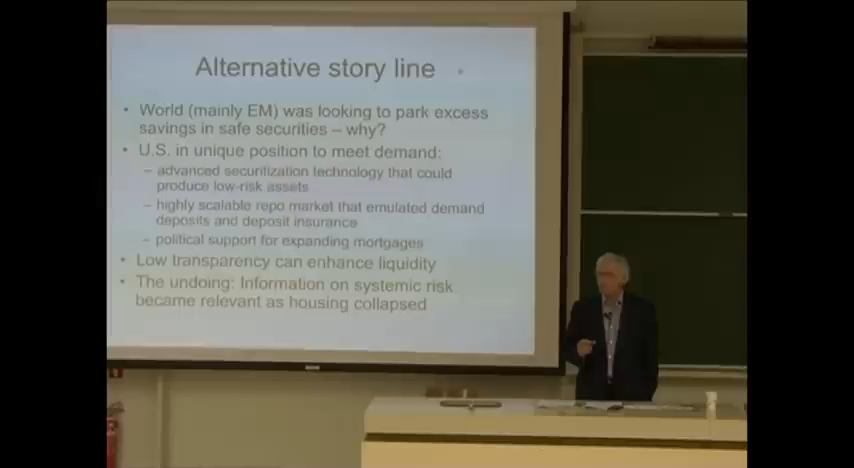 Alternative story line
• World (mainly EM) was looking to park excess
savings in safe securities – why?
• U.S. in unique position to meet demand:
– advanced securitization technology that could
produce low-risk assets
– highly scalable repo market that emulated demand
deposits and deposit insurance
– political support for expanding mortgages
• Low transparency can enhance liquidity
• The undoing: Information on systemic risk
became relevant as housing collapsed